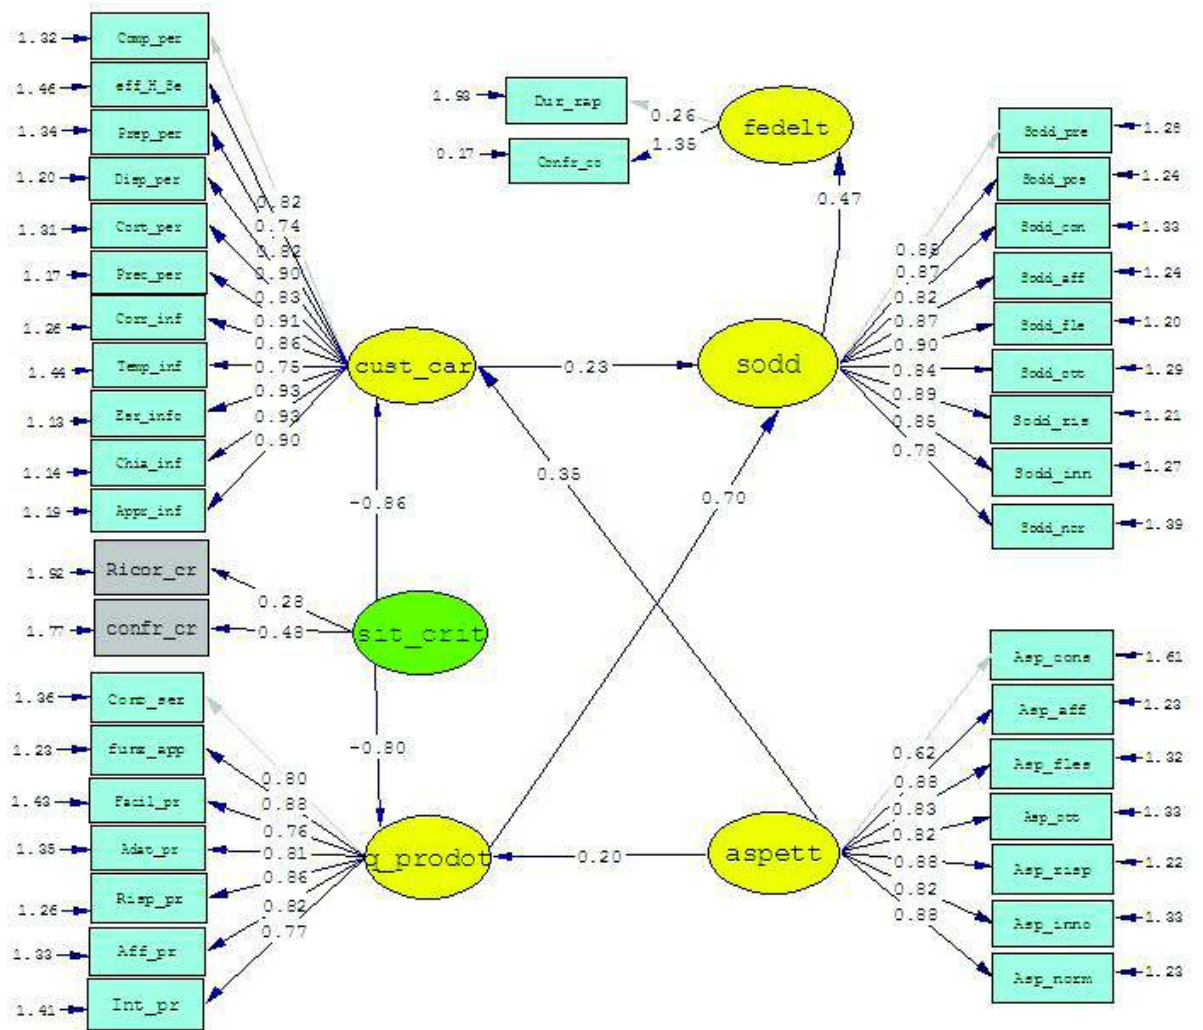 1.32 Comp_per
1.46 eff_H_Se
1.34 Prep_per
1.20 Disp_per
1.31 Cort_per
1.17 Prec_per
1.26 Corr_inf
1.44 Temp_inf
1.13 Esr_info
1.14 Chia_inf
1.19 Appr_inf
1.92 Ricor_cr
1.77 confr_cr
1.36 Cont_ser
1.23 funz_app
1.43 Facil_pr
1.35 Adat_pr
1.26 Risp_pr
1.33 Aff_pr
1.41 Int_pr
0.82
0.74
0.82
0.90
0.83
0.91
0.86
0.75
0.93
0.93
0.90
cust_car
-0.86
0.28
0.48
sit_crit
-0.80
0.80
0.88
0.76
0.81
0.86
0.82
0.77
q_prodot
1.93 Dur_rap
0.17 Confr_co
0.26
1.35
fedelt
0.47
0.23
sodd
0.35
0.70
0.20
aspett
0.85
0.87
0.82
0.87
0.90
0.84
0.89
0.85
0.78
Sodd_pre
Sodd_pos 1.24
Sodd_con 1.33
Sodd_aff 1.24
Sodd_fle 1.20
Sodd_ott 1.29
Sodd_ris 1.21
Sodd_inn 1.27
Sodd_nor 1.39
0.62
0.88
0.83
0.82
0.88
0.82
0.88
Asp_cons 1.61
Asp_aff 1.23
Asp_fles 1.32
Asp_ott 1.33
Asp_risp 1.22
Asp_inno 1.33
Asp_norm 1.23